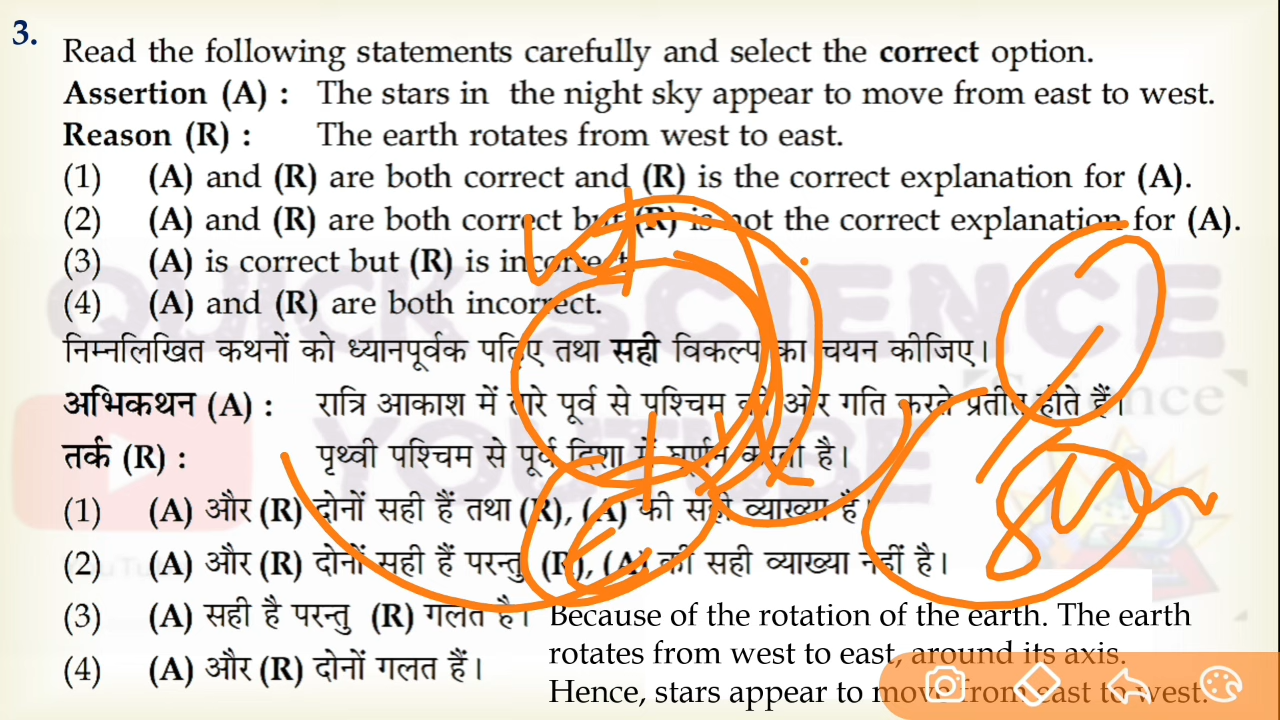 3.
Read the following statements carefully and select the correct option.
Assertion (A) : The stars in the night sky appear to move from east to west.
Reason (R) : The earth rotates from west to east.
(1) (A) and (R) are both correct and (R) is the correct explanation for (A).
(2) (A) and (R) are both correct but (R) is not the correct explanation for (A).
(3) (A) is correct but (R) is incorrect.
(4) (A) and (R) are both incorrect.
QUICK SCIENCE
निम्नलिखित कथनों को ध्यानपूर्वक पढ़िए तथा सही विकल्प का चयन कीजिए।
Science
अभिकथन (A) : रात्रि आकाश में तारे पूर्व से पश्चिम की ओर गति करते प्रतीत होते हैं।
तर्क (R) : पृथ्वी पश्चिम से पूर्व दिशा में घूर्णन करती है।
YOUTUBE
(1) (A) और (R) दोनों सही हैं तथा (R), (A) की सही व्याख्या है।
(2) (A) और (R) दोनों सही हैं परन्तु (R), (A) की सही व्याख्या नहीं है।
(3) (A) सही है परन्तु (R) गलत है।
(4) (A) और (R) दोनों गलत हैं।
Because of the rotation of the earth. The earth
rotates from west to east, around its axis.
Hence, stars appear to move from east to west.